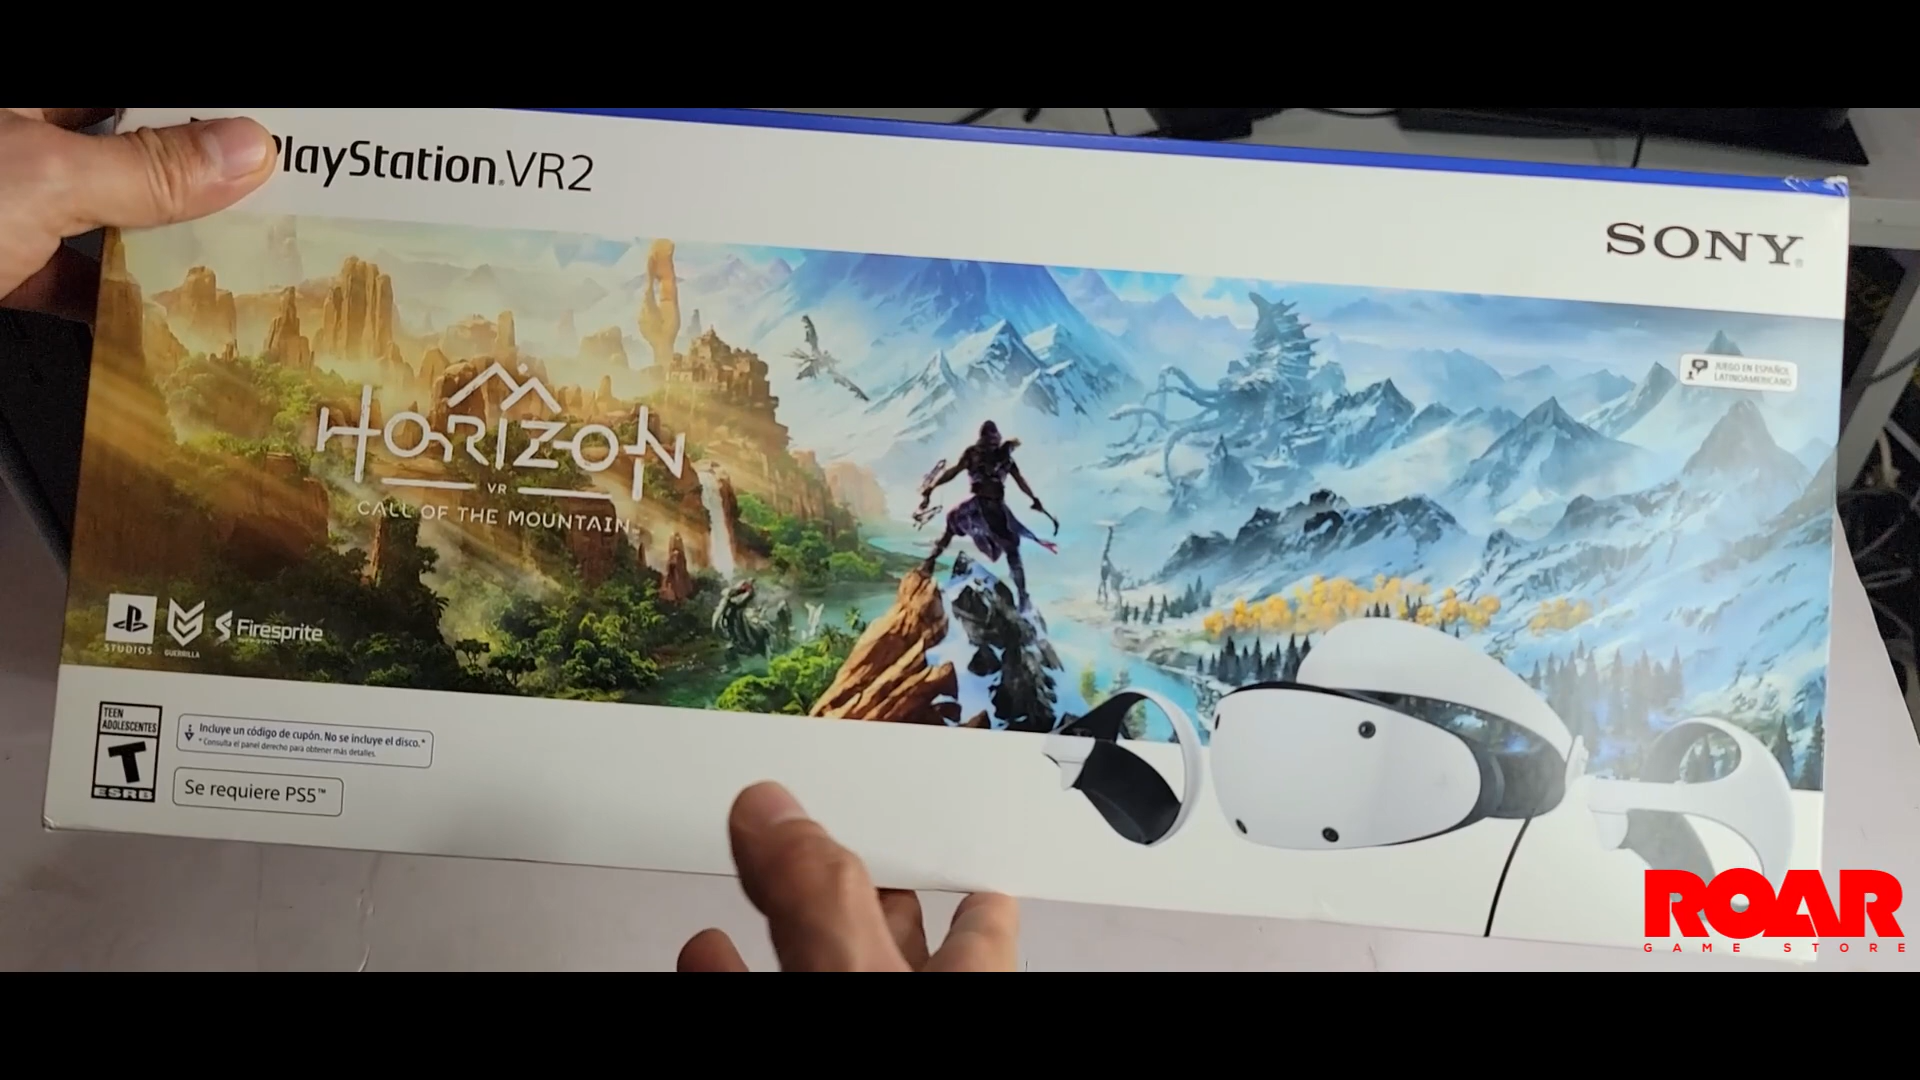 PlayStation.VR2
SONY
JUEGO EN ESPAÑOL
LATINOAMERICANO
HORIZON
VR
CALL OF THE MOUNTAIN
STUDIOS
GUERRILLA
Firesprite
TEEN
ADOLESCENTES
T
ESRB
Incluye un código de cupón. No se incluye el disco.*
* Consulta el panel derecho para obtener más detalles.
Se requiere PS5™
ROAR
GAME STORE